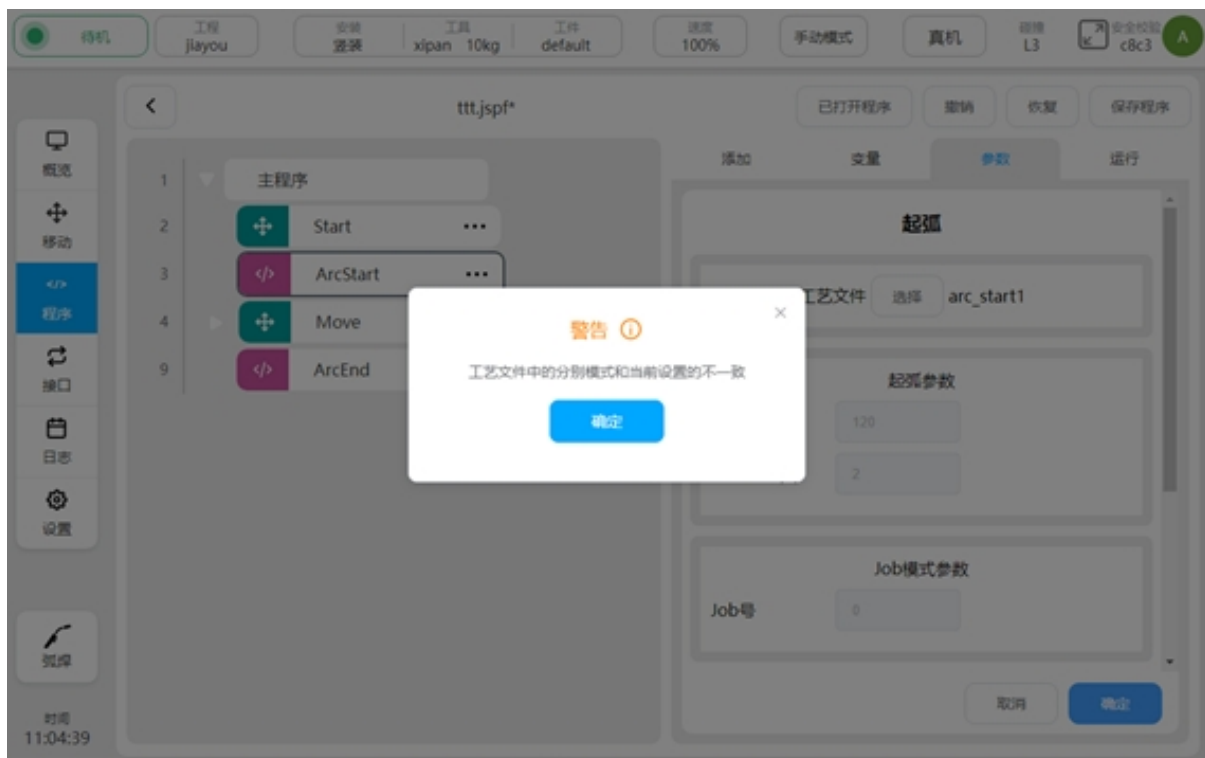 待机
工程
jiayou
安装
竖装
工具
xipan 10kg
工件
default
速度
100%
手动模式
真机
碰撞
L3
安全校验
c8c3
A
ttt.jspf*
已打开程序
撤销
恢复
保存程序
概览
移动
程序
接口
日志
设置
弧焊
时间
11:04:39
1 主程序
2 Start
3 ArcStart
4 Move
9 ArcEnd
添加 变量 参数 运行
起弧
工艺文件 选择 arc_start1
起弧参数
120
2
Job模式参数
Job号 0
取消 确定
警告
工艺文件中的分别模式和当前设置的不一致
确定